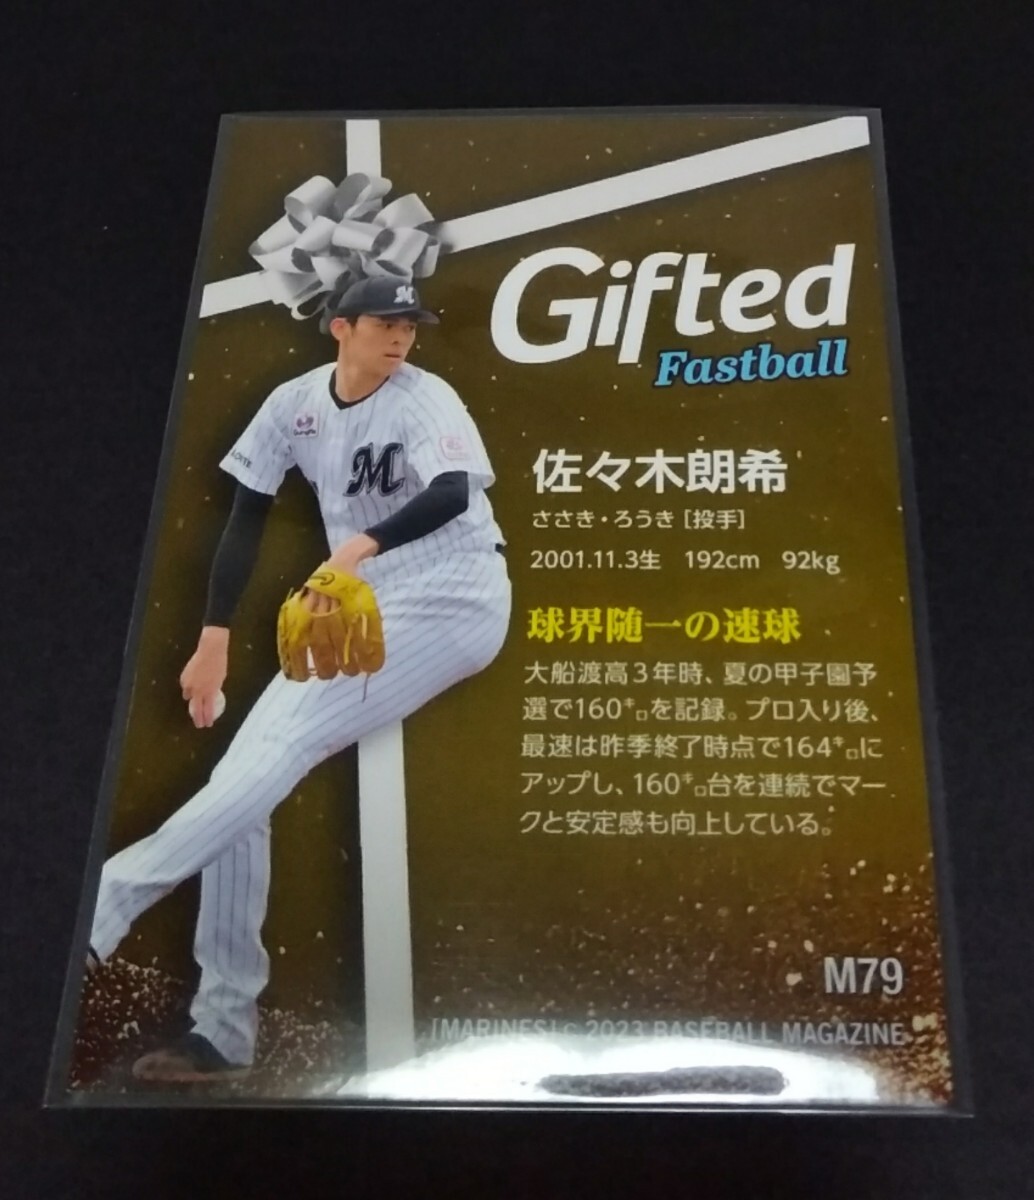 Gifted
Fastball
佐々木朗希
ささき・ろうき [投手]
2001.11.3生 192cm 92kg
球界随一の速球
大船渡高3年時、夏の甲子園予
選で160㌔を記録。プロ入り後、
最速は昨季終了時点で164㌔に
アップし、160㌔台を連続でマー
クと安定感も向上している。
M79
[MARINES] © 2023 BASEBALL MAGAZINE
M
M